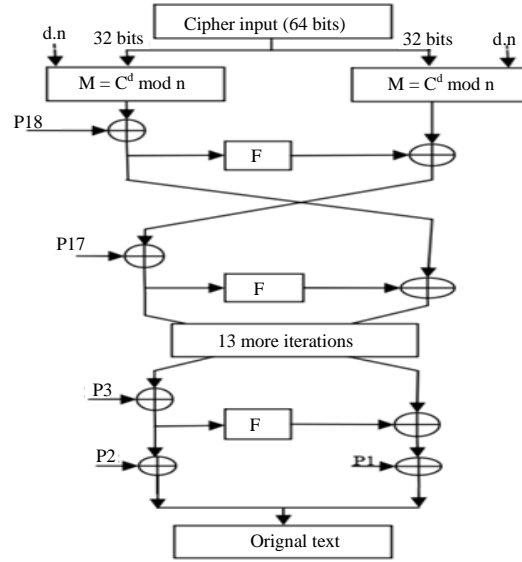 Cipher input (64 bits)
d.n
32 bits
32 bits
d.n
M = C^d mod n
M = C^d mod n
P18
F
P17
F
13 more iterations
P3
F
P2
P1
Orignal text